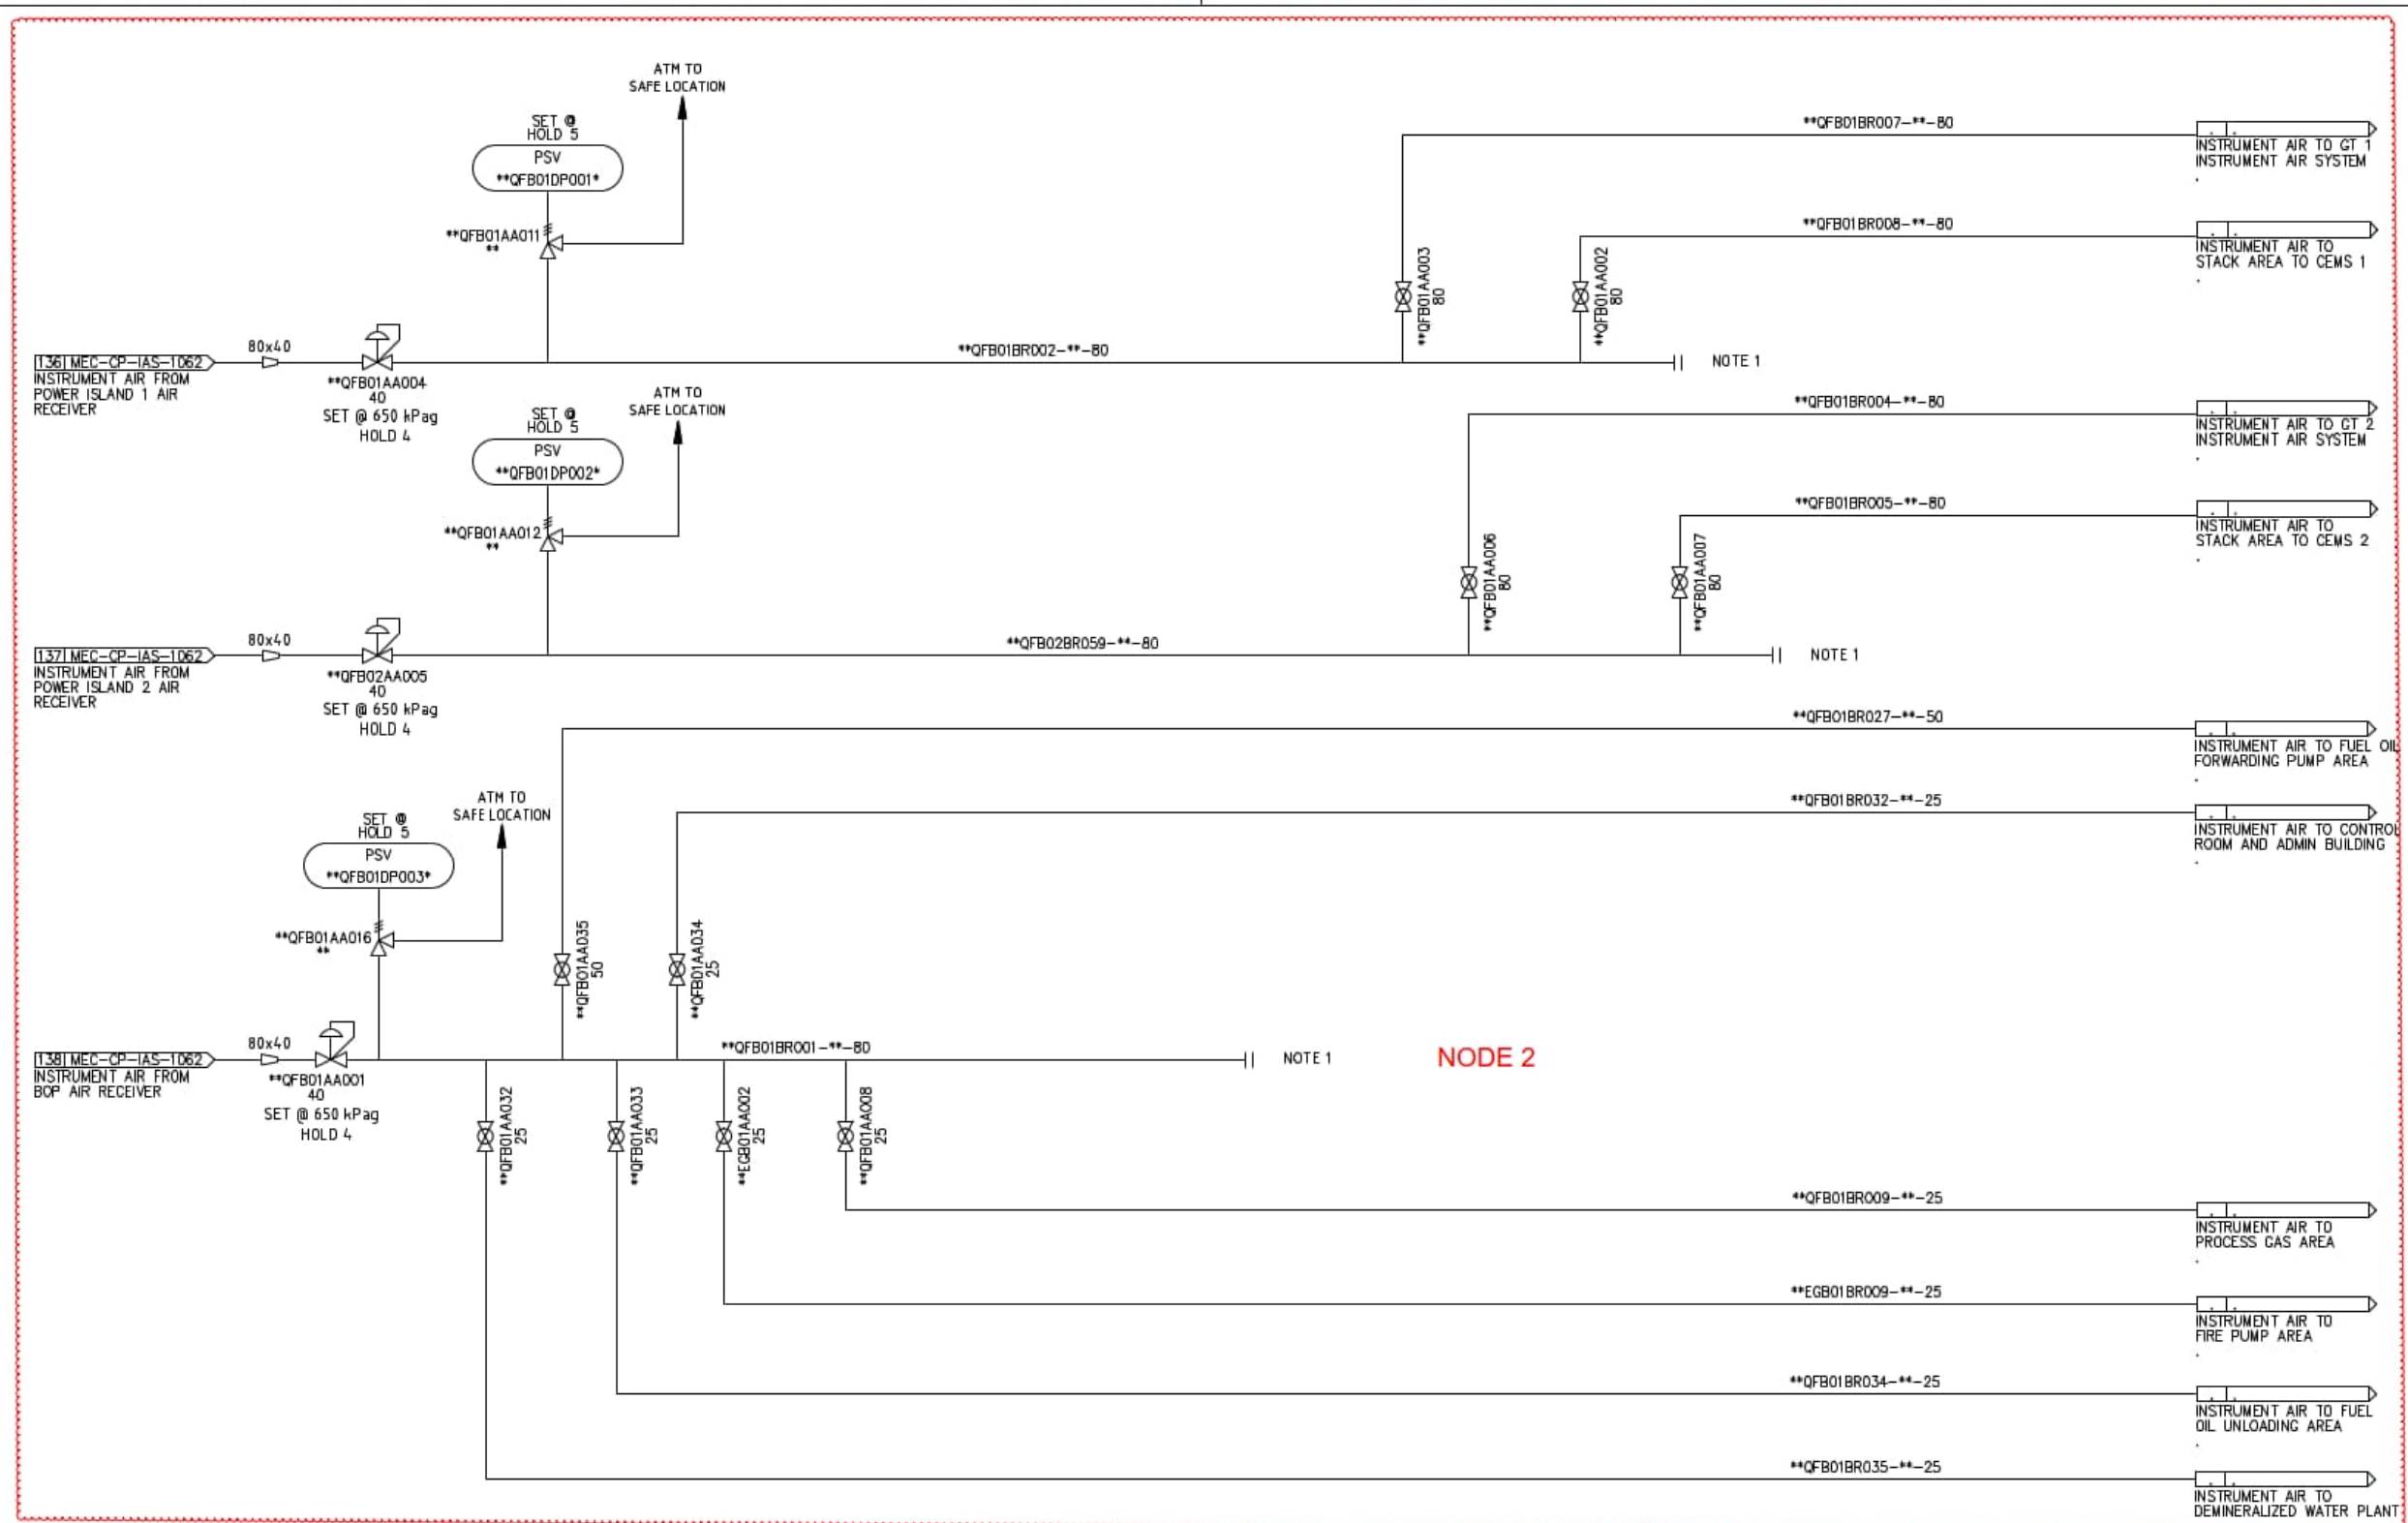 ATM TO
SAFE LOCATION
SET @
HOLD 5
PSV
**QFB01DP001*
**QFB01AA011
**
**QFB01BR007-**-80
INSTRUMENT AIR TO GT 1
INSTRUMENT AIR SYSTEM
**QFB01BR008-**-80
INSTRUMENT AIR TO
STACK AREA TO CEMS 1
**QFB01AA003
80
**QFB01AA002
80
136 MEC-CP-IAS-1062
INSTRUMENT AIR FROM
POWER ISLAND 1 AIR
RECEIVER
80x40
**QFB01AA004
40
SET @ 650 kPag
HOLD 4
**QFB01BR002-**-80
NOTE 1
ATM TO
SAFE LOCATION
SET @
HOLD 5
PSV
**QFB01DP002*
**QFB01AA012
**
**QFB01BR004-**-80
INSTRUMENT AIR TO GT 2
INSTRUMENT AIR SYSTEM
**QFB01BR005-**-80
INSTRUMENT AIR TO
STACK AREA TO CEMS 2
**QFB01AA006
80
**QFB01AA007
80
137 MEC-CP-IAS-1062
INSTRUMENT AIR FROM
POWER ISLAND 2 AIR
RECEIVER
80x40
**QFB02AA005
40
SET @ 650 kPag
HOLD 4
**QFB02BR059-**-80
NOTE 1
**QFB01BR027-**-50
INSTRUMENT AIR TO FUEL OIL
FORWARDING PUMP AREA
**QFB01BR032-**-25
INSTRUMENT AIR TO CONTROL
ROOM AND ADMIN BUILDING
ATM TO
SAFE LOCATION
SET @
HOLD 5
PSV
**QFB01DP003*
**QFB01AA016
**
**QFB01AA035
50
**QFB01AA034
25
138 MEC-CP-IAS-1062
INSTRUMENT AIR FROM
BOP AIR RECEIVER
80x40
**QFB01AA001
40
SET @ 650 kPag
HOLD 4
**QFB01BR001-**-80
NOTE 1
NODE 2
**QFB01AA032
25
**QFB01AA033
25
**EGB01AA002
25
**QFB01AA008
25
**QFB01BR009-**-25
INSTRUMENT AIR TO
PROCESS GAS AREA
**EGB01BR009-**-25
INSTRUMENT AIR TO
FIRE PUMP AREA
**QFB01BR034-**-25
INSTRUMENT AIR TO FUEL
OIL UNLOADING AREA
**QFB01BR035-**-25
INSTRUMENT AIR TO
DEMINERALIZED WATER PLANT